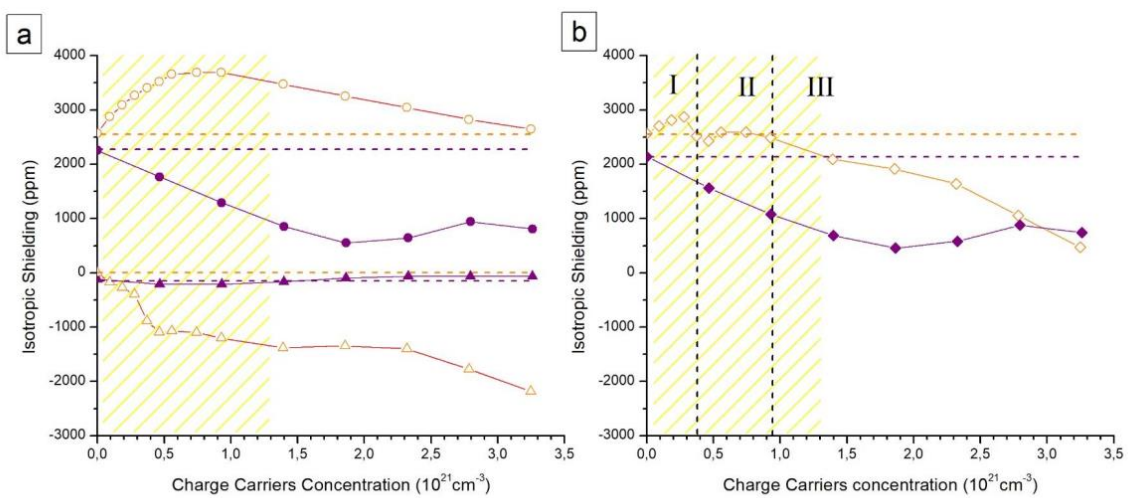 a
4000
3000
2000
1000
0
-1000
-2000
-3000
Isotropic Shielding (ppm)
0,0 0,5 1,0 1,5 2,0 2,5 3,0 3,5
Charge Carriers Concentration (10²¹cm⁻³)
b
I II III
4000
3000
2000
1000
0
-1000
-2000
-3000
Isotropic Shielding (ppm)
0,0 0,5 1,0 1,5 2,0 2,5 3,0 3,5
Charge Carriers concentration (10²¹cm⁻³)